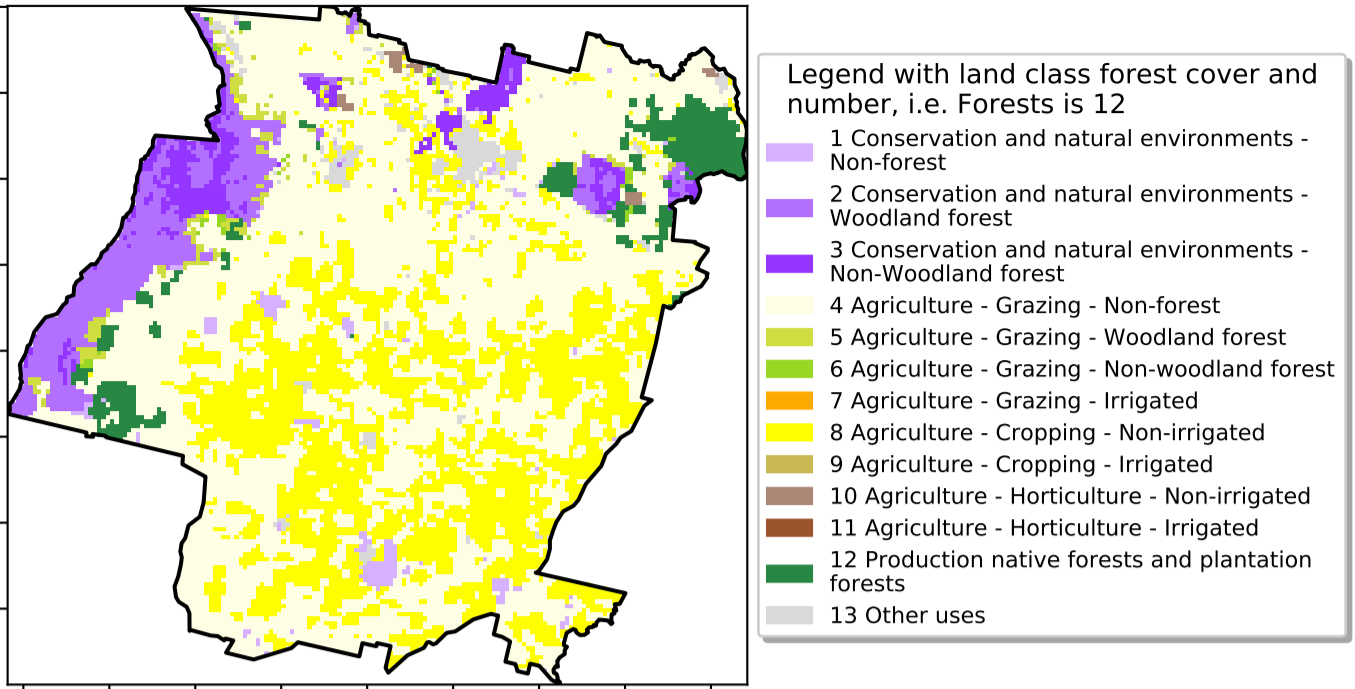 Legend with land class forest cover and
number, i.e. Forests is 12
1 Conservation and natural environments -
Non-forest
2 Conservation and natural environments -
Woodland forest
3 Conservation and natural environments -
Non-Woodland forest
4 Agriculture - Grazing - Non-forest
5 Agriculture - Grazing - Woodland forest
6 Agriculture - Grazing - Non-woodland forest
7 Agriculture - Grazing - Irrigated
8 Agriculture - Cropping - Non-irrigated
9 Agriculture - Cropping - Irrigated
10 Agriculture - Horticulture - Non-irrigated
11 Agriculture - Horticulture - Irrigated
12 Production native forests and plantation
forests
13 Other uses